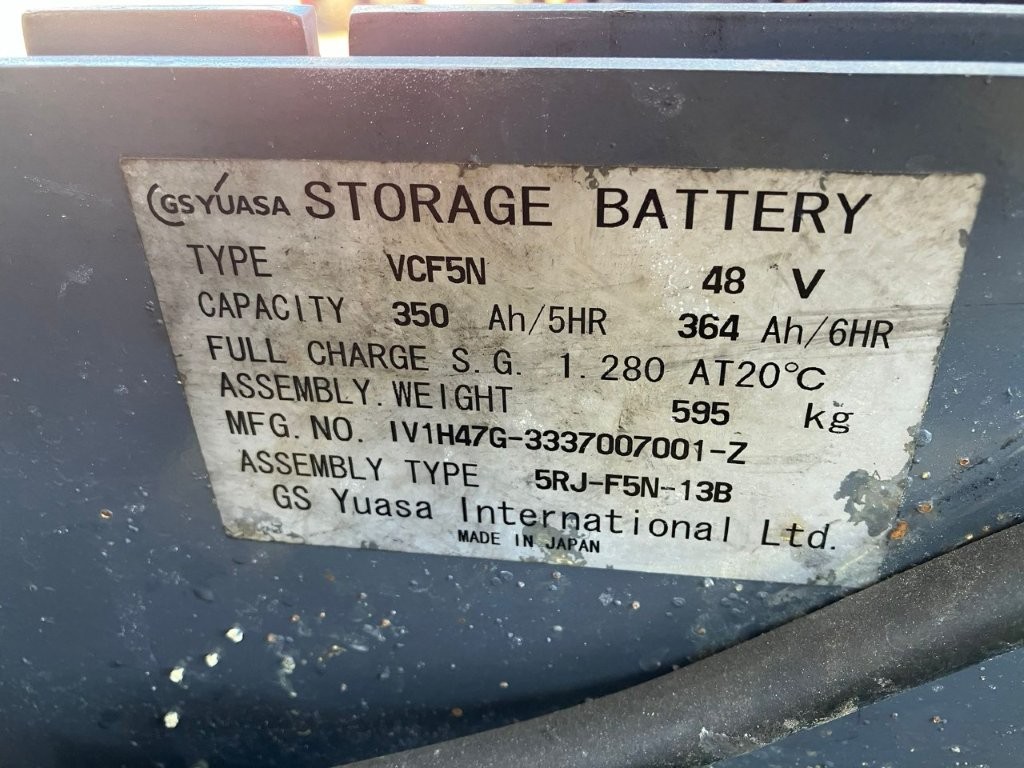 GS YUASA STORAGE BATTERY
TYPE VCF5N 48 V
CAPACITY 350 Ah/5HR 364 Ah/6HR
FULL CHARGE S.G. 1.280 AT20℃
ASSEMBLY.WEIGHT 595 kg
MFG.NO. IV1H47G-3337007001-Z
ASSEMBLY TYPE 5RJ-F5N-13B
GS Yuasa International Ltd.
MADE IN JAPAN